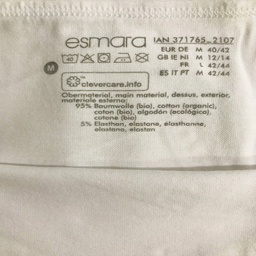 esmara IAN 371765_2107
EUR DE M 40/42
GB IE NI M 12/14
FR L 42/44
ES IT PT M 42/44
40
M
clevercare.info
Obermaterial, main material, dessus, exterior,
materiale esterno:
95% Baumwolle (bio), cotton (organic),
coton (bio), algodón (ecológico),
cotone (bio)
5% Elasthan, elastane, élasthanne,
elastano, elastan